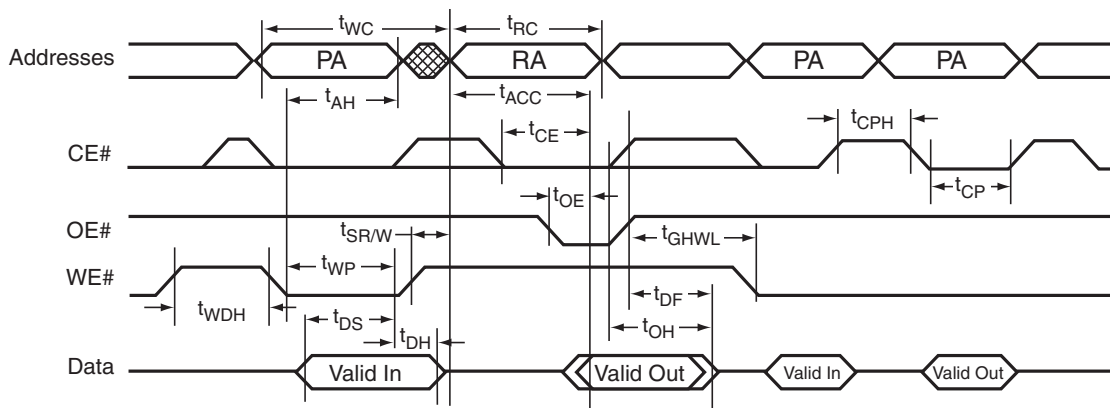 tWC
tRC
Addresses
PA
RA
PA
PA
tAH
tACC
tCE
tCPH
CE#
tOE
tCP
OE#
tSR/W
tGHWL
WE#
tWP
tWDH
tDS
tDF
tDH
tOH
Data
Valid In
Valid Out
Valid In
Valid Out